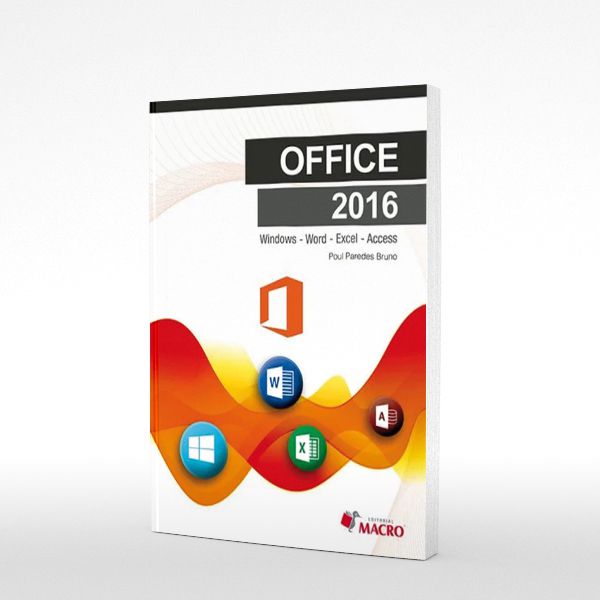 OFFICE
2016
Windows - Word - Excel - Access
Poul Paredes Bruno
W
A
X
EDITORIAL
MACRO®